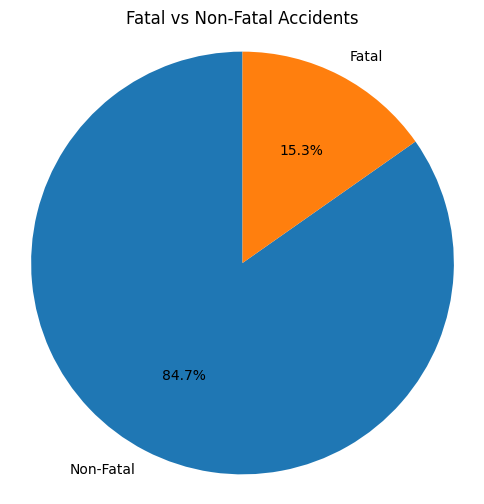 Fatal vs Non-Fatal Accidents
Fatal
15.3%
84.7%
Non-Fatal